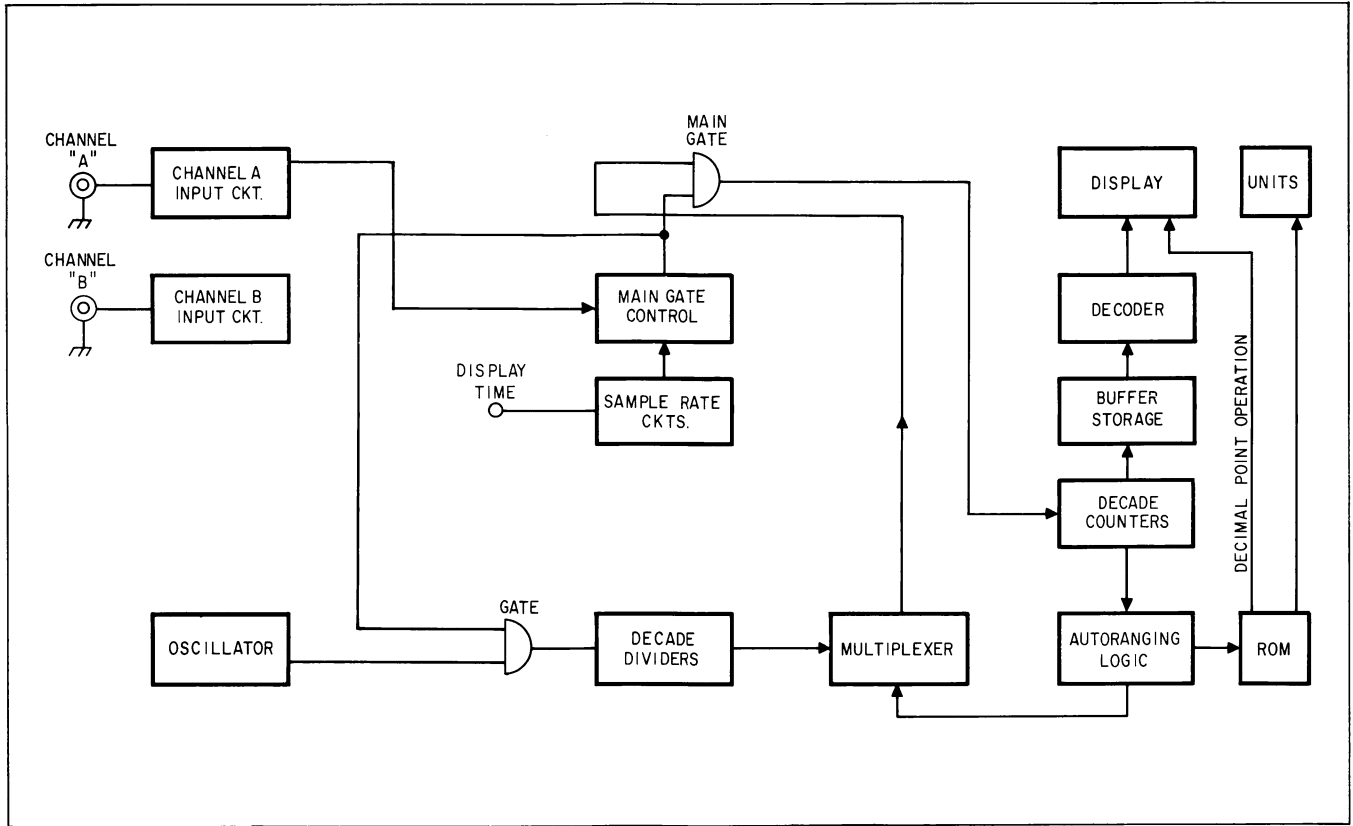 MAIN
GATE
CHANNEL
"A"
CHANNEL A
INPUT CKT.
DISPLAY
UNITS
CHANNEL
"B"
CHANNEL B
INPUT CKT.
MAIN GATE
CONTROL
DECODER
DISPLAY
TIME
SAMPLE RATE
CKTS.
BUFFER
STORAGE
DECADE
COUNTERS
DECIMAL POINT OPERATION
GATE
OSCILLATOR
DECADE
DIVIDERS
MULTIPLEXER
AUTORANGING
LOGIC
ROM